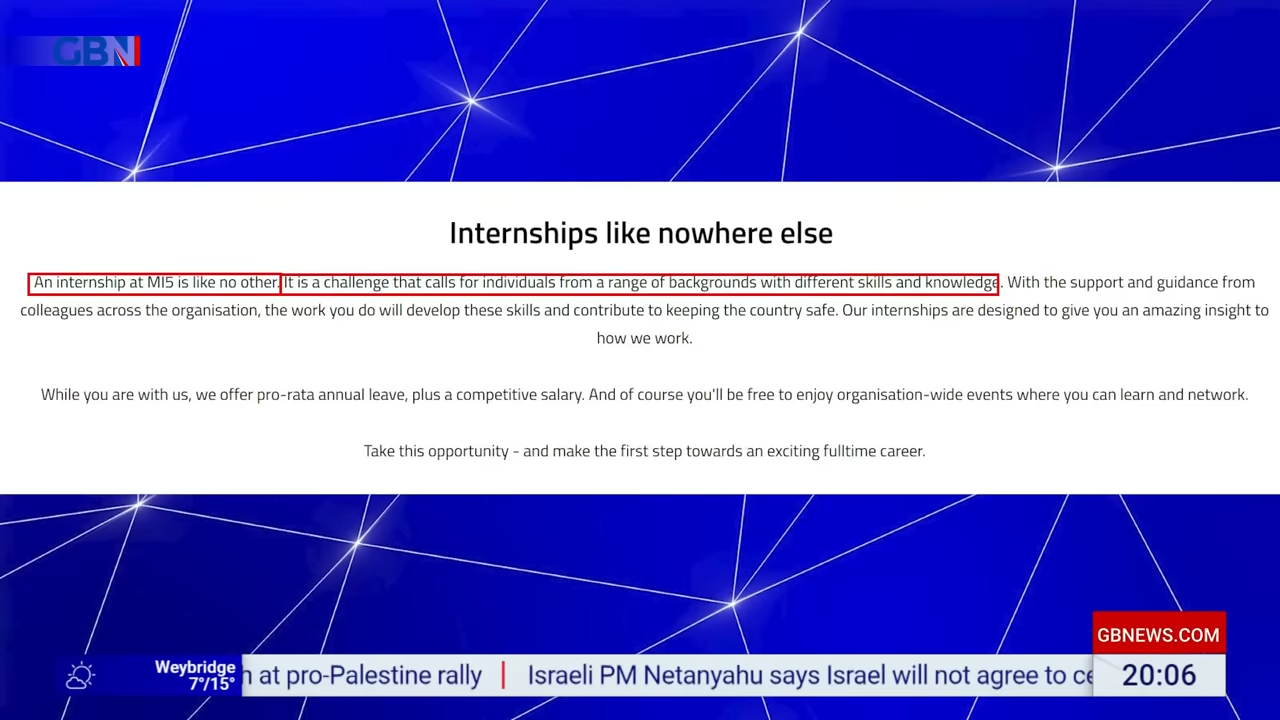 GBN
Internships like nowhere else
An internship at MI5 is like no other. It is a challenge that calls for individuals from a range of backgrounds with different skills and knowledge. With the support and guidance from
colleagues across the organisation, the work you do will develop these skills and contribute to keeping the country safe. Our internships are designed to give you an amazing insight to
how we work.
While you are with us, we offer pro-rata annual leave, plus a competitive salary. And of course you'll be free to enjoy organisation-wide events where you can learn and network.
Take this opportunity - and make the first step towards an exciting fulltime career.
GBNEWS.COM
Weybridge
7°/15°
at pro-Palestine rally | Israeli PM Netanyahu says Israel will not agree to
20:06